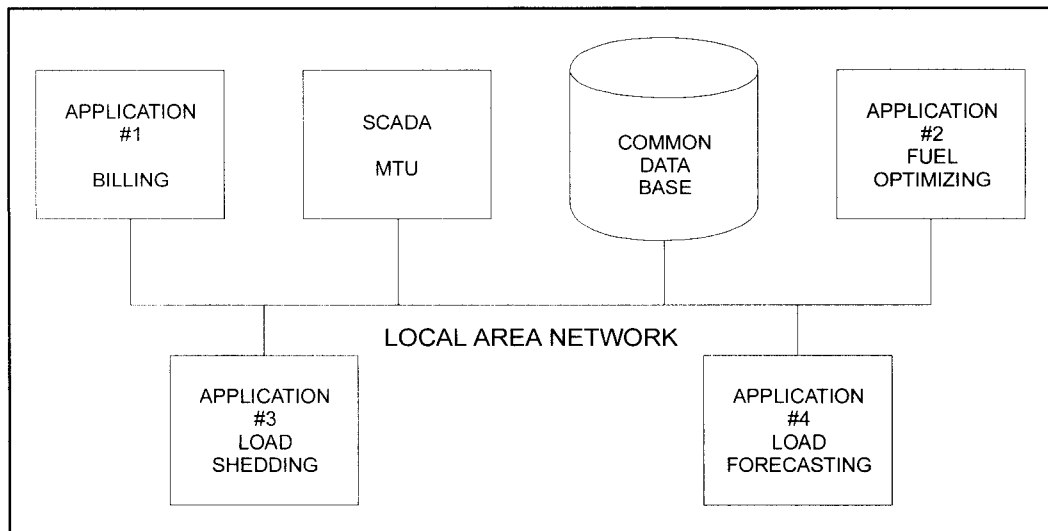 APPLICATION
#1
BILLING
SCADA
MTU
COMMON
DATA
BASE
APPLICATION
#2
FUEL
OPTIMIZING
LOCAL AREA NETWORK
APPLICATION
#3
LOAD
SHEDDING
APPLICATION
#4
LOAD
FORECASTING